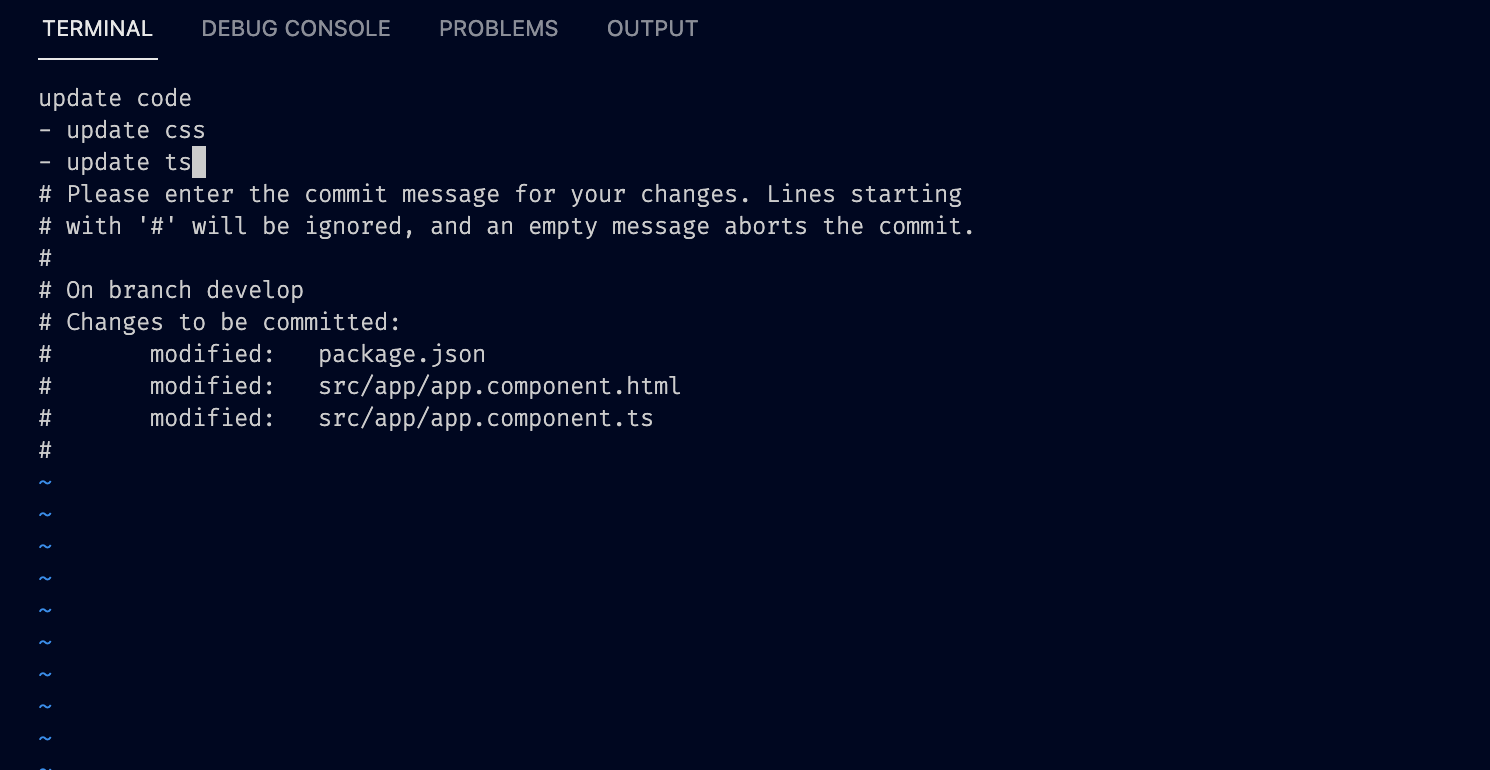 TERMINAL DEBUG CONSOLE PROBLEMS OUTPUT
update code
- update css
- update ts
# Please enter the commit message for your changes. Lines starting
# with '#' will be ignored, and an empty message aborts the commit.
#
# On branch develop
# Changes to be committed:
#       modified:   package.json
#       modified:   src/app/app.component.html
#       modified:   src/app/app.component.ts
#
~
~
~
~
~
~
~
~
~
~